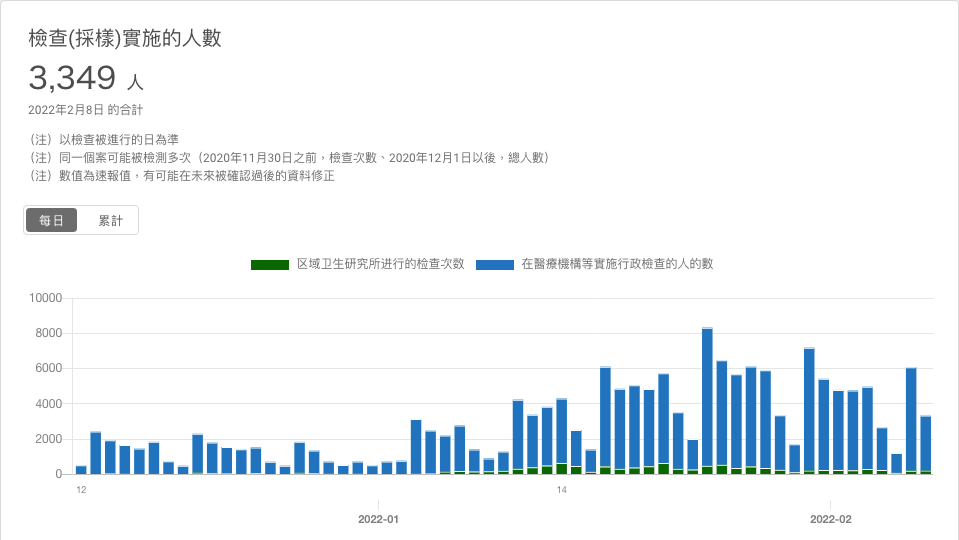 檢查(採樣)實施的人數
3,349 人
2022年2月8日 的合計
（注）以檢查被進行的日為準
（注）同一個案可能被檢測多次（2020年11月30日之前，檢查次數、2020年12月1日以後，總人數）
（注）數值為速報值，有可能在未來被確認過後的資料修正
每日 累計
区域卫生研究所进行的检查次数 在醫療機構等實施行政檢查的人的數
10000
8000
6000
4000
2000
0
12 14
2022-01 2022-02